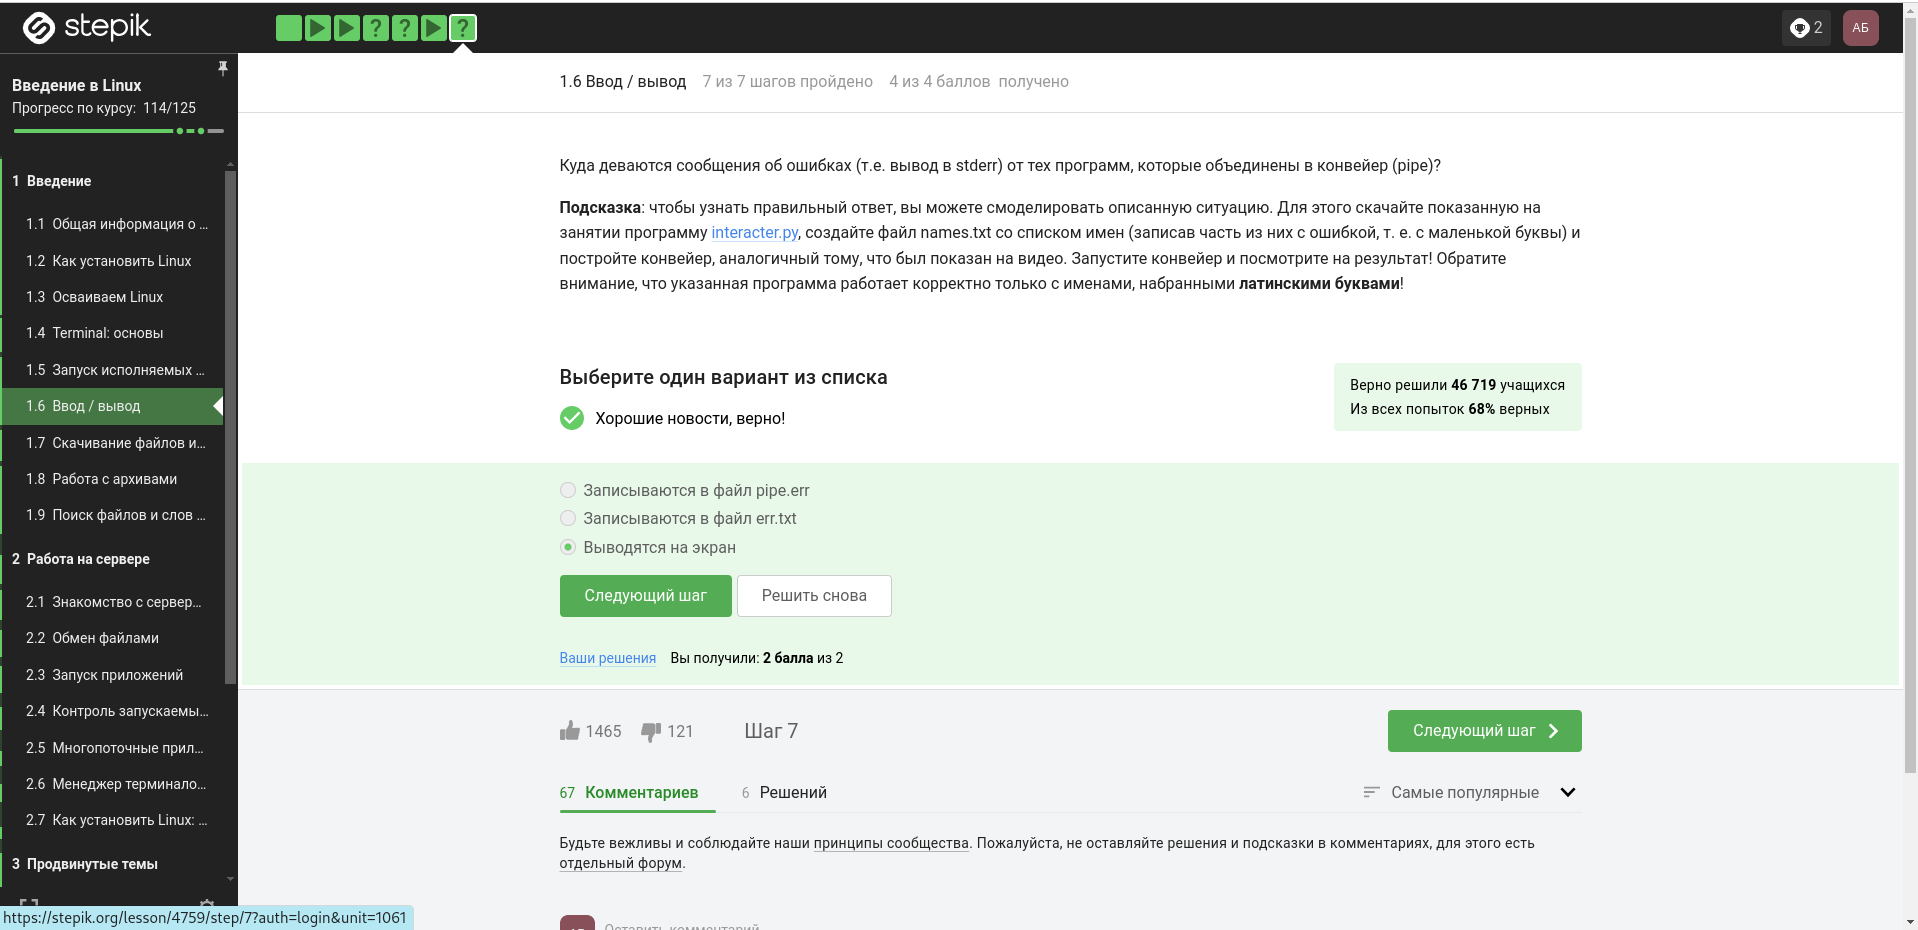 stepik
? ? ?
2
АБ
Введение в Linux
Прогресс по курсу: 114/125
1 Введение
1.1 Общая информация о ...
1.2 Как установить Linux
1.3 Осваиваем Linux
1.4 Terminal: основы
1.5 Запуск исполняемых ...
1.6 Ввод / вывод
1.7 Скачивание файлов и...
1.8 Работа с архивами
1.9 Поиск файлов и слов ...
2 Работа на сервере
2.1 Знакомство с сервер...
2.2 Обмен файлами
2.3 Запуск приложений
2.4 Контроль запускаемы...
2.5 Многопоточные прил...
2.6 Менеджер терминало...
2.7 Как установить Linux: ...
3 Продвинутые темы
https://stepik.org/lesson/4759/step/7?auth=login&unit=1061
1.6 Ввод / вывод 7 из 7 шагов пройдено 4 из 4 баллов получено
Куда деваются сообщения об ошибках (т.е. вывод в stderr) от тех программ, которые объединены в конвейер (pipe)?
Подсказка: чтобы узнать правильный ответ, вы можете смоделировать описанную ситуацию. Для этого скачайте показанную на
занятии программу interacter.py, создайте файл names.txt со списком имен (записав часть из них с ошибкой, т. е. с маленькой буквы) и
постройте конвейер, аналогичный тому, что был показан на видео. Запустите конвейер и посмотрите на результат! Обратите
внимание, что указанная программа работает корректно только с именами, набранными латинскими буквами!
Выберите один вариант из списка
Хорошие новости, верно!
Верно решили 46 719 учащихся
Из всех попыток 68% верных
Записываются в файл pipe.err
Записываются в файл err.txt
Выводятся на экран
Следующий шаг
Решить снова
Ваши решения Вы получили: 2 балла из 2
1465 121 Шаг 7
Следующий шаг
67 Комментариев 6 Решений
Самые популярные
Будьте вежливы и соблюдайте наши принципы сообщества. Пожалуйста, не оставляйте решения и подсказки в комментариях, для этого есть
отдельный форум.
Оставить комментарий